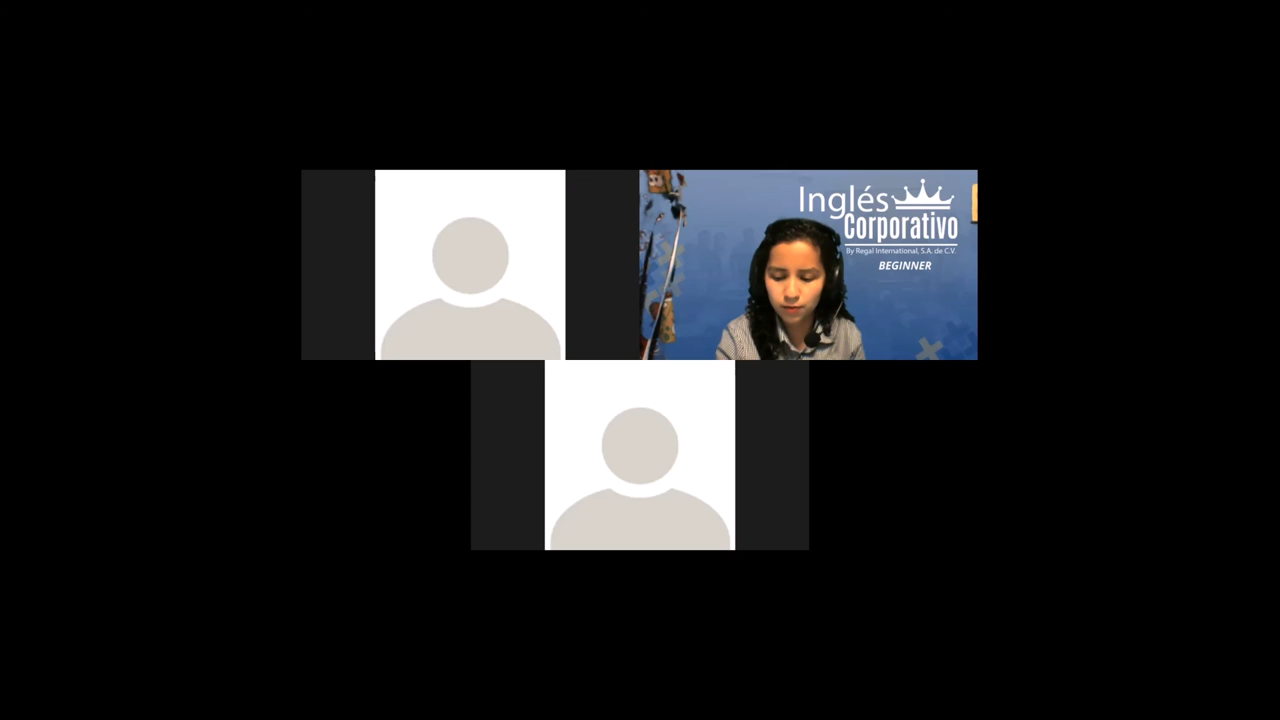 Inglés
Corporativo
By Regal International, S.A. de C.V.
BEGINNER